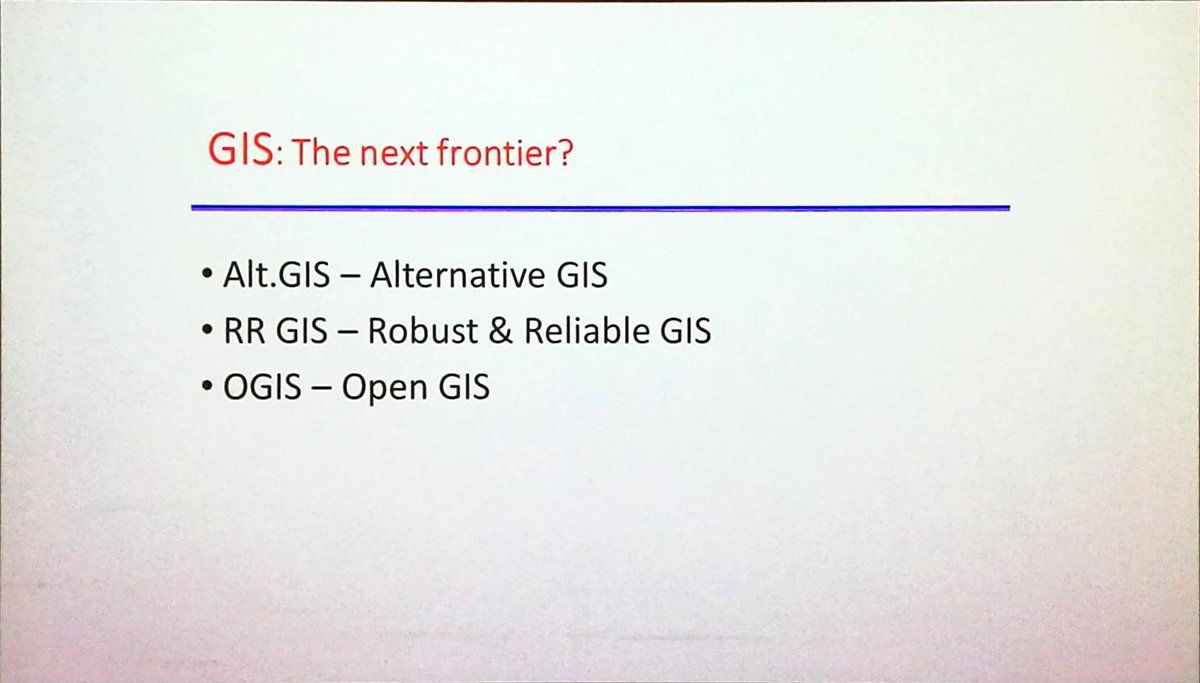 GIS: The next frontier?
• Alt.GIS – Alternative GIS
• RR GIS – Robust & Reliable GIS
• OGIS – Open GIS